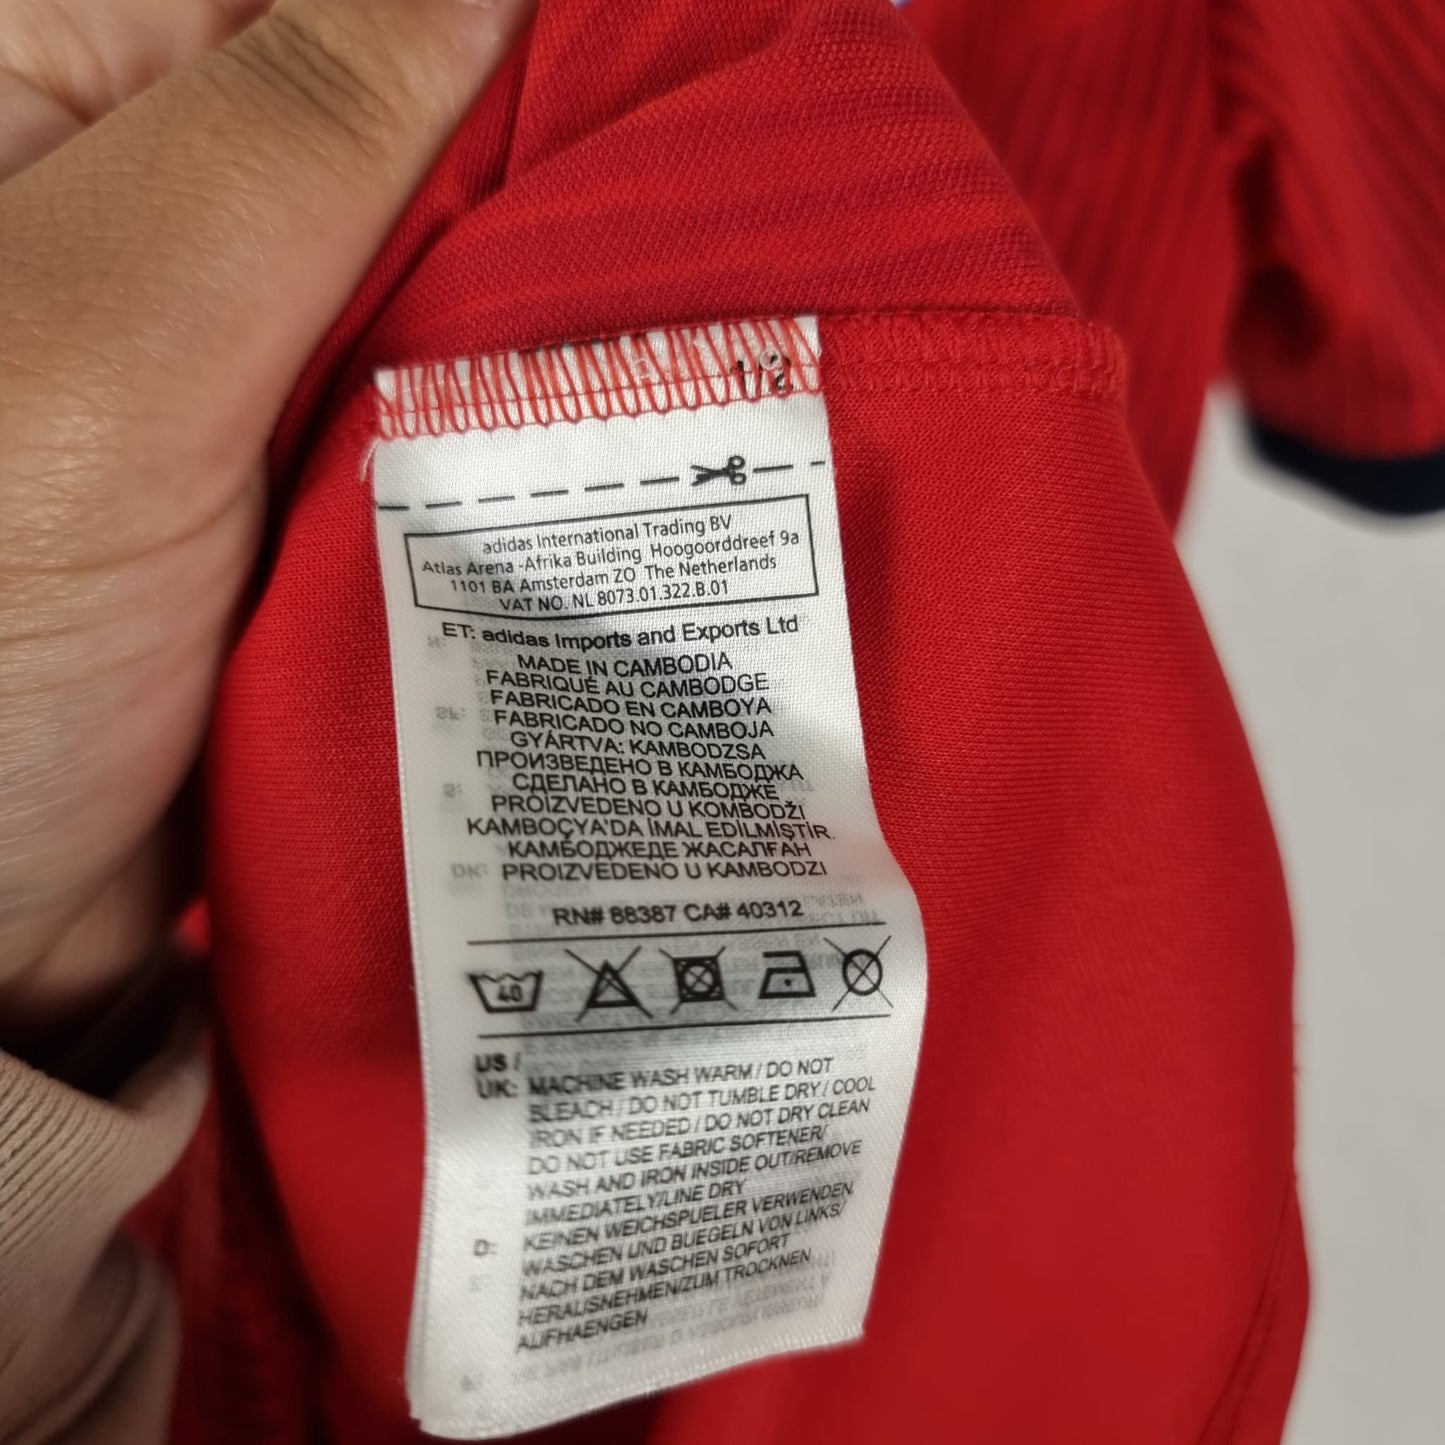 1/2
adidas International Trading BV
Atlas Arena -Afrika Building Hoogoorddreef 9a
1101 BA Amsterdam ZO The Netherlands
VAT NO. NL 8073.01.322.B.01
ET: adidas Imports and Exports Ltd
MADE IN CAMBODIA
FABRIQUÉ AU CAMBODGE
FABRICADO EN CAMBOYA
FABRICADO NO CAMBOJA
GYÁRTVA: KAMBODZSA
ПРОИЗВЕДЕНО В КАМБОДЖА
СДЕЛАНО В КАМБОДЖЕ
PROIZVEDENO U KOMBODŽI
KAMBOÇYA'DA İMAL EDİLMİŞTİR.
КАМБОДЖЕДЕ ЖАСАЛҒАН
PROIZVEDENO U KAMBODZI
RN# 88387 CA# 40312
40
US /
UK: MACHINE WASH WARM / DO NOT
BLEACH / DO NOT TUMBLE DRY / COOL
IRON IF NEEDED / DO NOT DRY CLEAN
DO NOT USE FABRIC SOFTENER/
WASH AND IRON INSIDE OUT/REMOVE
IMMEDIATELY/LINE DRY
D: KEINEN WEICHSPUELER VERWENDEN.
WASCHEN UND BUEGELN VON LINKS/
NACH DEM WASCHEN SOFORT
HERAUSNEHMEN/ZUM TROCKNEN
AUFHAENGEN